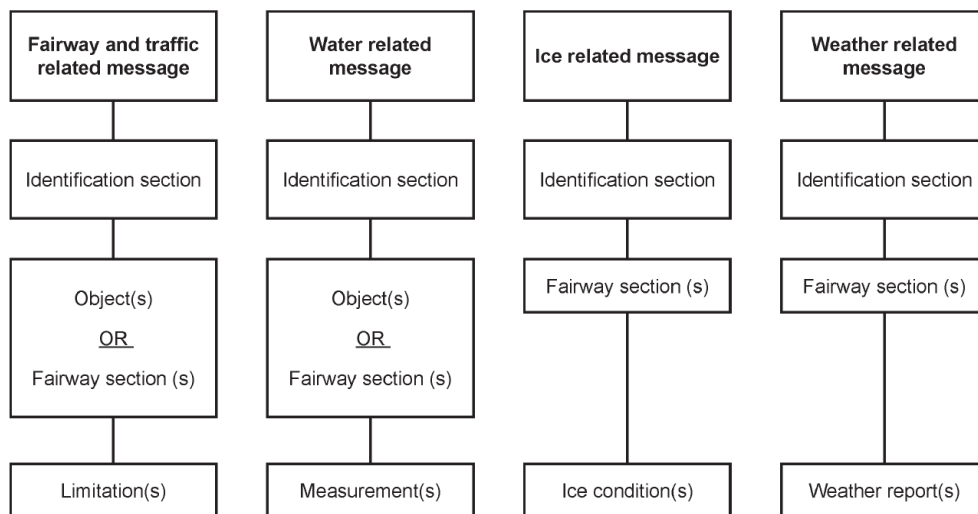 Fairway and traffic
related message
Water related
message
Ice related message
Weather related
message
Identification section
Identification section
Identification section
Identification section
Object(s)
OR
Fairway section (s)
Object(s)
OR
Fairway section (s)
Fairway section (s)
Fairway section (s)
Limitation(s)
Measurement(s)
Ice condition(s)
Weather report(s)